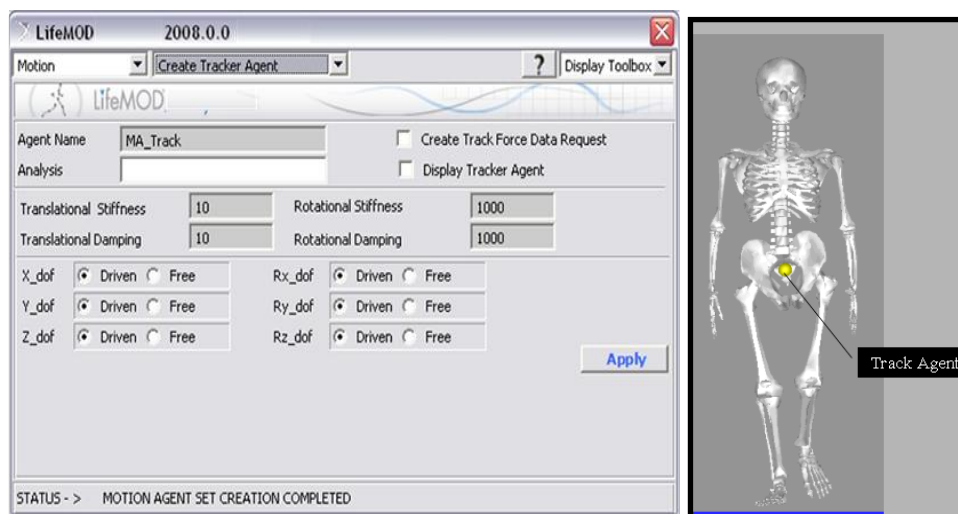 LifeMOD 2008.0.0
Motion Create Tracker Agent ? Display Toolbox
LifeMOD
Agent Name MA_Track Create Track Force Data Request
Analysis Display Tracker Agent
Translational Stiffness 10 Rotational Stiffness 1000
Translational Damping 10 Rotational Damping 1000
X_dof Driven Free Rx_dof Driven Free
Y_dof Driven Free Ry_dof Driven Free
Z_dof Driven Free Rz_dof Driven Free
Apply
STATUS - > MOTION AGENT SET CREATION COMPLETED
Track Agent